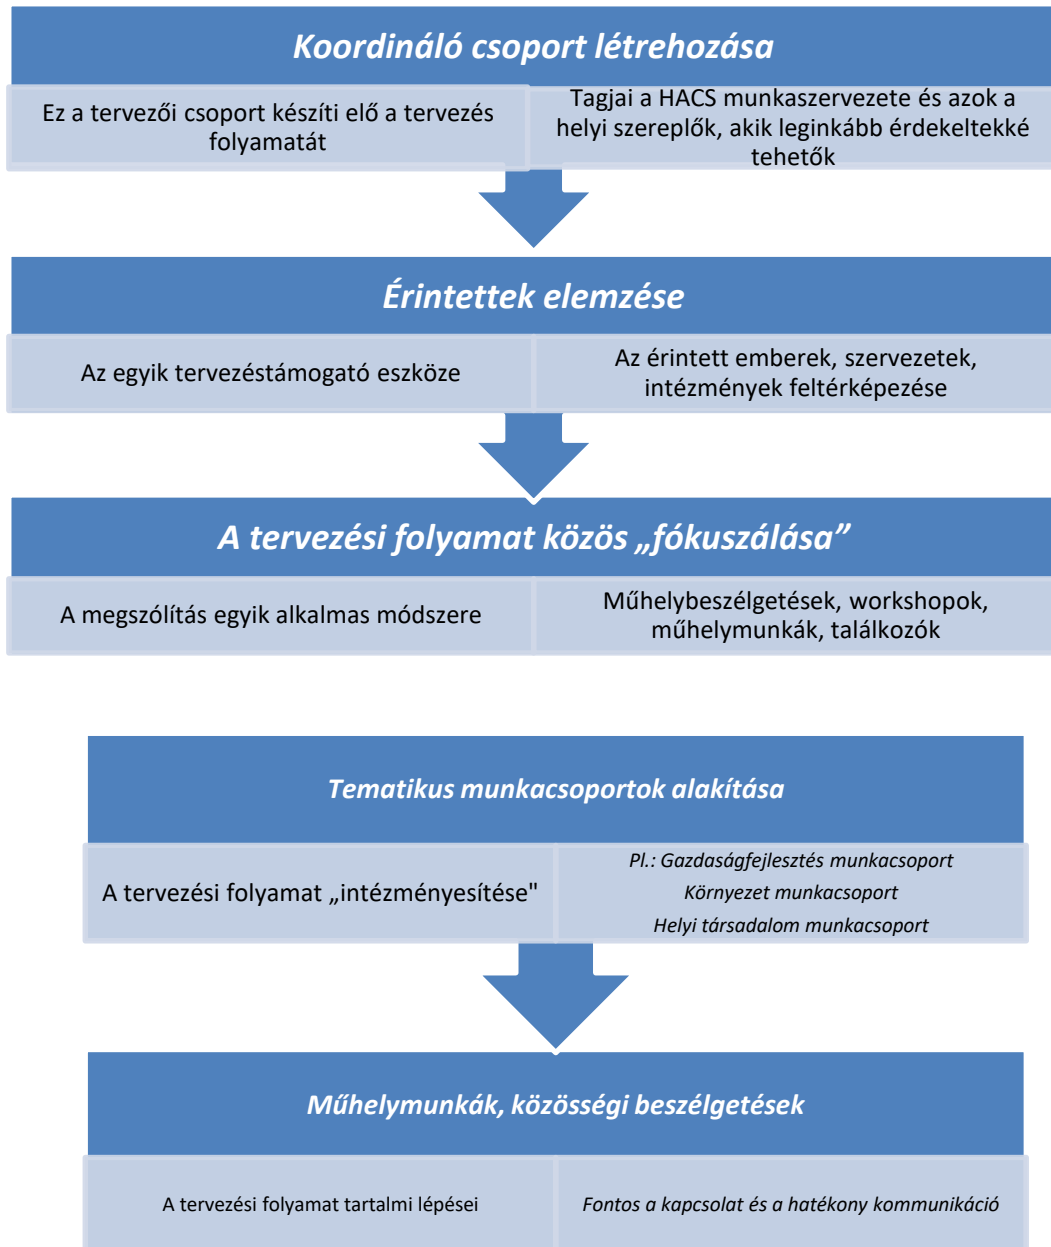 Koordináló csoport létrehozása
Ez a tervezői csoport készíti elő a tervezés
folyamatát
Tagjai a HACS munkaszervezete és azok a
helyi szereplők, akik leginkább érdekeltekké
tehetők
Érintettek elemzése
Az egyik tervezéstámogató eszköze
Az érintett emberek, szervezetek,
intézmények feltérképezése
A tervezési folyamat közös „fókuszálása”
A megszólítás egyik alkalmas módszere
Műhelybeszélgetések, workshopok,
műhelymunkák, találkozók
Tematikus munkacsoportok alakítása
A tervezési folyamat „intézményesítése"
Pl.: Gazdaságfejlesztés munkacsoport
Környezet munkacsoport
Helyi társadalom munkacsoport
Műhelymunkák, közösségi beszélgetések
A tervezési folyamat tartalmi lépései
Fontos a kapcsolat és a hatékony kommunikáció